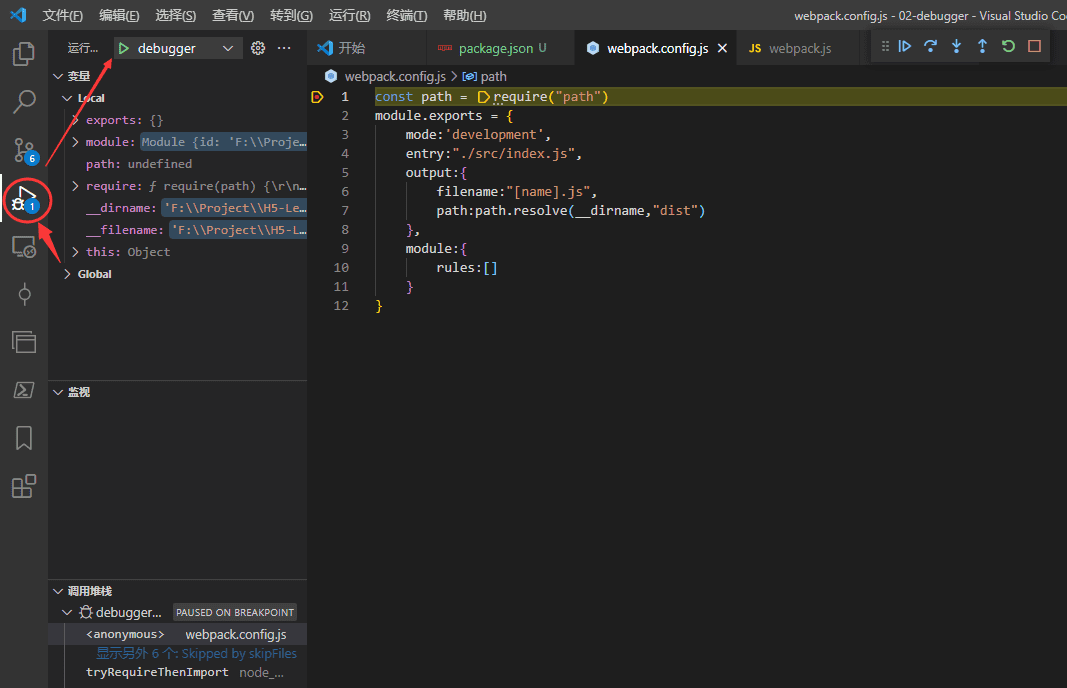 文件(F) 编辑(E) 选择(S) 查看(V) 转到(G) 运行(R) 终端(T) 帮助(H) webpack.config.js - 02-debugger - Visual Studio Co
运行... debugger ···
开始 package.json U webpack.config.js JS webpack.js
变量
Local
exports: {}
module: Module {id: 'F:\\Proje…
path: undefined
require: ƒ require(path) {\r\n…
__dirname: 'F:\\Project\\H5-Le…
__filename: 'F:\\Project\\H5-L…
this: Object
Global
监视
调用堆栈
debugger... PAUSED ON BREAKPOINT
<anonymous> webpack.config.js
显示另外 6 个: Skipped by skipFiles
tryRequireThenImport node_...
6
1
webpack.config.js > path
1 const path = require("path")
2 module.exports = {
3 mode:'development',
4 entry:"./src/index.js",
5 output:{
6 filename:"[name].js",
7 path:path.resolve(__dirname,"dist")
8 },
9 module:{
10 rules:[]
11 }
12 }